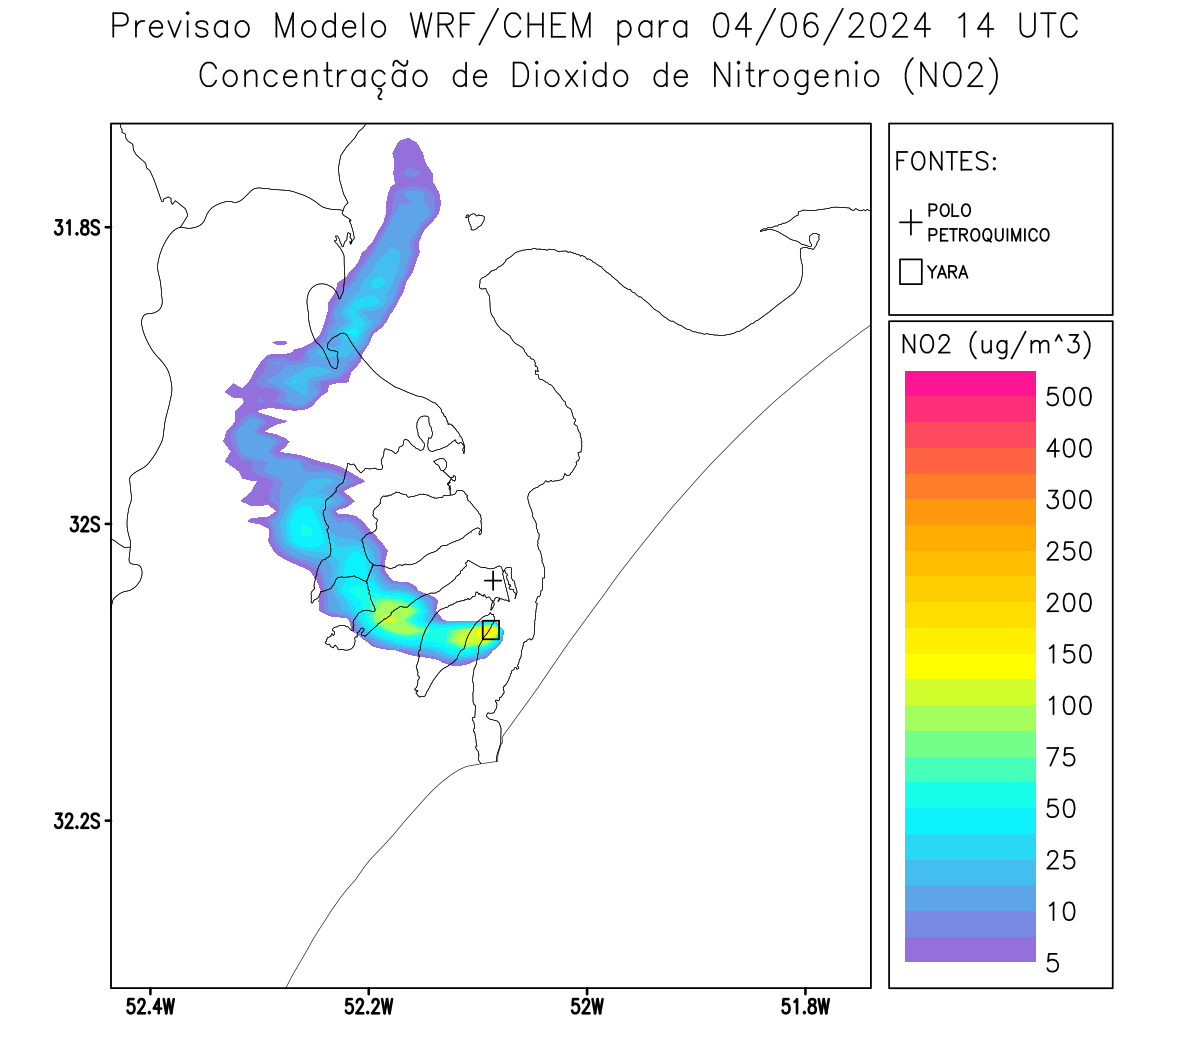 Previsao Modelo WRF/CHEM para 04/06/2024 14 UTC
Concentração de Dioxido de Nitrogenio (NO2)
FONTES:
POLO
PETROQUIMICO
YARA
NO2 (ug/m^3)
500
400
300
250
200
150
100
75
50
25
10
5
31.8S
32S
32.2S
52.4W
52.2W
52W
51.8W